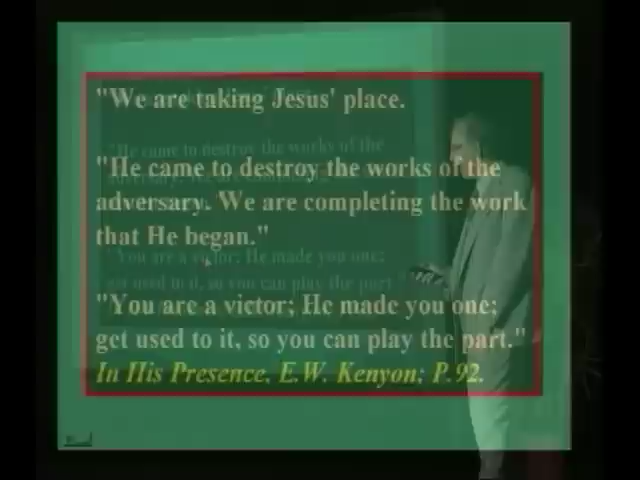 "We are taking Jesus' place.
"He came to destroy the works of the
adversary. We are completing the work
that He began."
"You are a victor; He made you one;
get used to it, so you can play the part."
In His Presence, E.W. Kenyon; P.92.